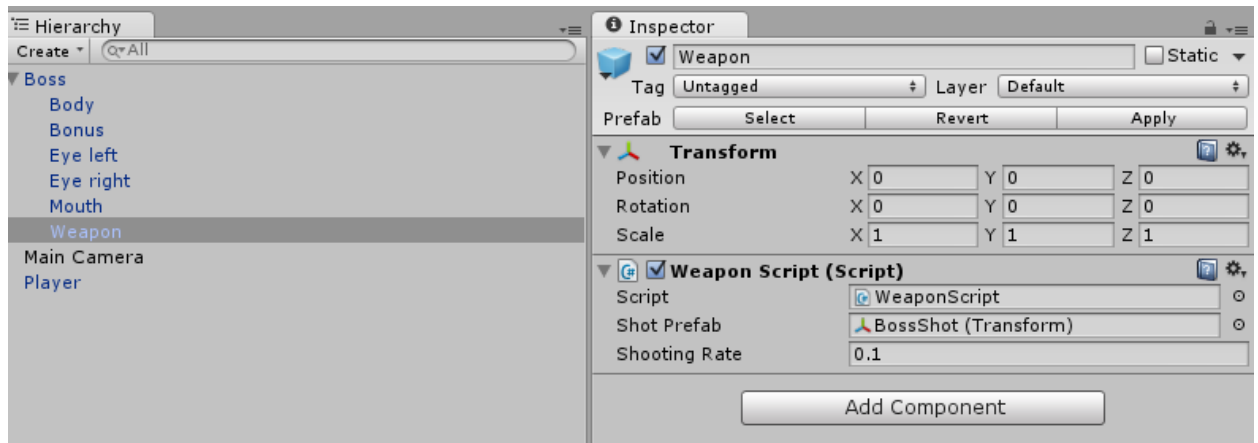 Hierarchy
Create All
Boss
Body
Bonus
Eye left
Eye right
Mouth
Weapon
Main Camera
Player
Inspector
Weapon Static
Tag Untagged Layer Default
Prefab Select Revert Apply
Transform
Position X 0 Y 0 Z 0
Rotation X 0 Y 0 Z 0
Scale X 1 Y 1 Z 1
Weapon Script (Script)
Script WeaponScript
Shot Prefab BossShot (Transform)
Shooting Rate 0.1
Add Component